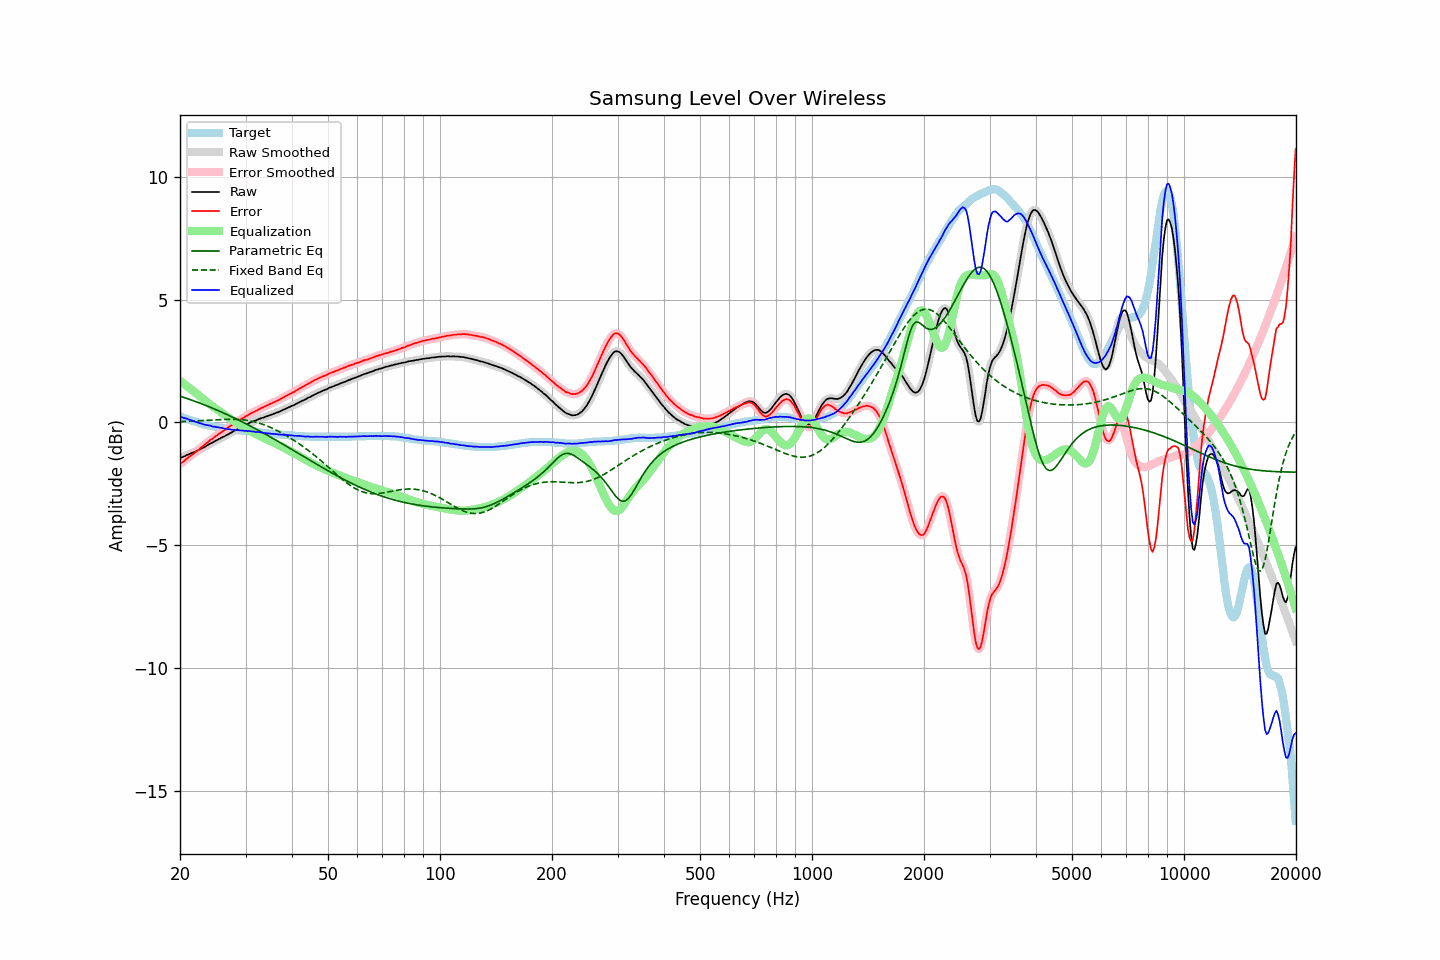 Samsung Level Over Wireless
Target
Raw Smoothed
Error Smoothed
Raw
Error
Equalization
Parametric Eq
Fixed Band Eq
Equalized
10
5
0
−5
−10
−15
Amplitude (dBr)
20 50 100 200 500 1000 2000 5000 10000 20000
Frequency (Hz)